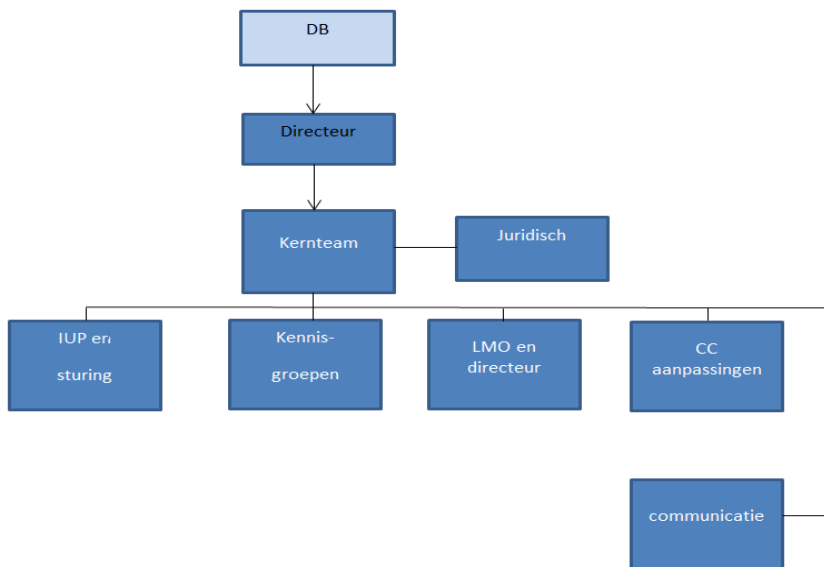 DB
Directeur
Kernteam
Juridisch
IUP en
sturing
Kennis-
groepen
LMO en
directeur
CC
aanpassingen
communicatie